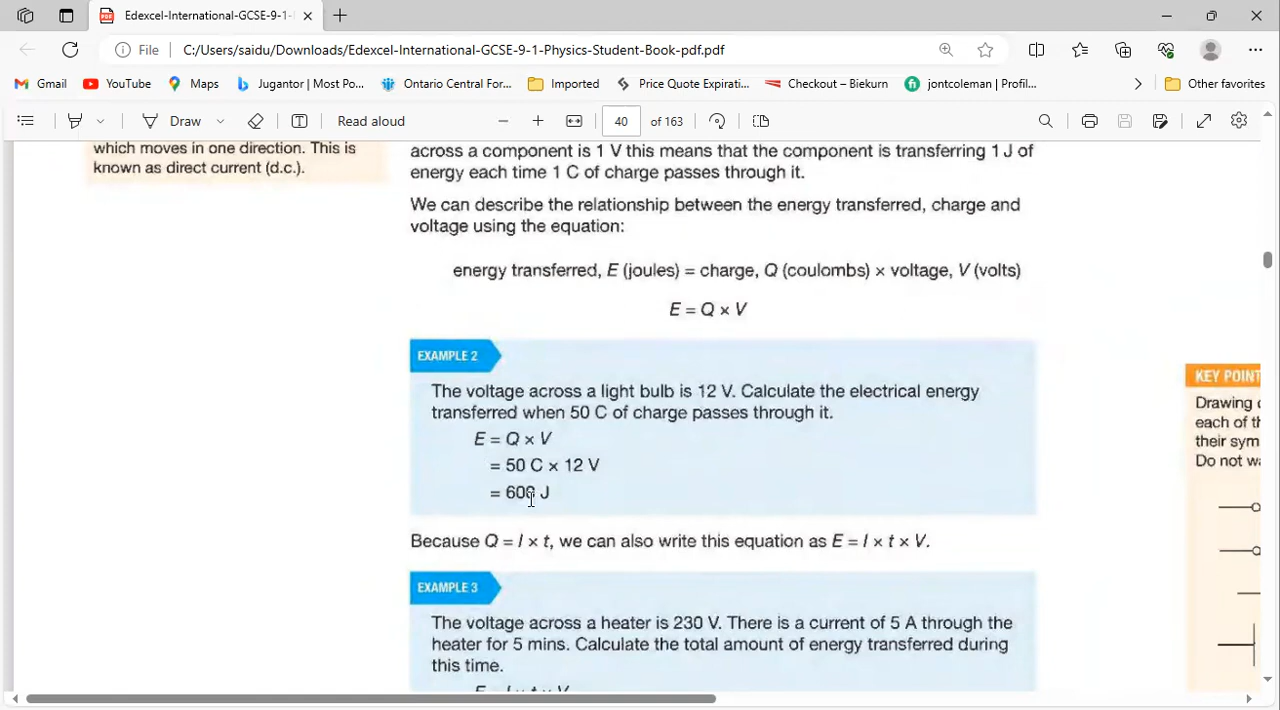 Edexcel-International-GCSE-9-1-
File
C:/Users/saidu/Downloads/Edexcel-International-GCSE-9-1-Physics-Student-Book-pdf.pdf
Gmail
YouTube
Maps
Jugantor | Most Po...
Ontario Central For...
Imported
Price Quote Expirati...
Checkout – Biekurn
jontcoleman | Profil...
Other favorites
Draw
Read aloud
40
of 163
which moves in one direction. This is
known as direct current (d.c.).
across a component is 1 V this means that the component is transferring 1 J of
energy each time 1 C of charge passes through it.
We can describe the relationship between the energy transferred, charge and
voltage using the equation:
energy transferred, E (joules) = charge, Q (coulombs) × voltage, V (volts)
E = Q × V
EXAMPLE 2
The voltage across a light bulb is 12 V. Calculate the electrical energy
transferred when 50 C of charge passes through it.
E = Q × V
= 50 C × 12 V
= 600 J
Because Q = I × t, we can also write this equation as E = I × t × V.
EXAMPLE 3
The voltage across a heater is 230 V. There is a current of 5 A through the
heater for 5 mins. Calculate the total amount of energy transferred during
this time.
E = I × t × V
KEY POINT
Drawing
each of th
their sym
Do not wa